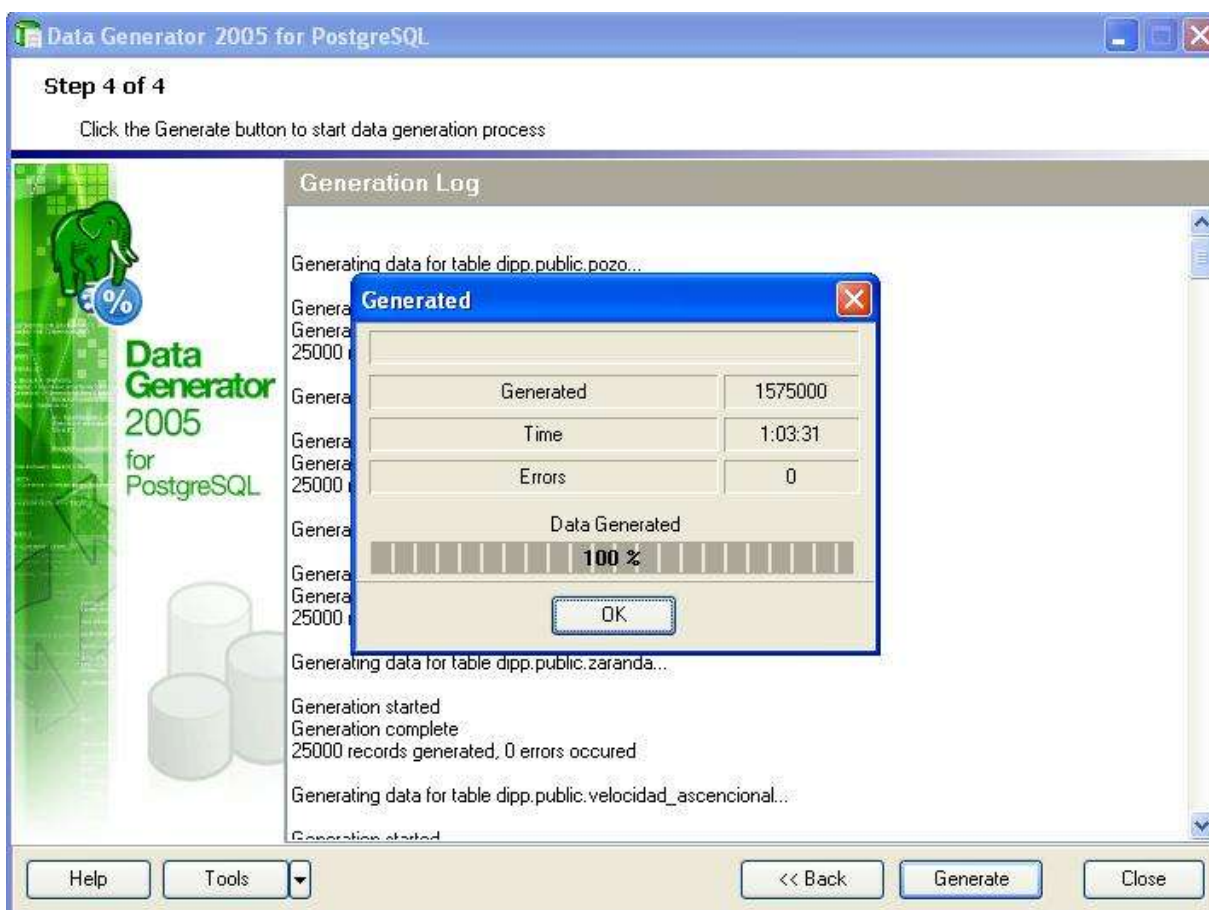 Data Generator 2005 for PostgreSQL
Step 4 of 4
Click the Generate button to start data generation process
Generation Log
Generating data for table dipp.public.pozo...
Genera
Genera
25000
Genera
Genera
Genera
25000
Genera
Genera
Genera
25000
Generated
Generated 1575000
Time 1:03:31
Errors 0
Data Generated
100 %
OK
Generating data for table dipp.public.zaranda...
Generation started
Generation complete
25000 records generated, 0 errors occured
Generating data for table dipp.public.velocidad_ascencional...
Generation started
%
Data
Generator
2005
for
PostgreSQL
Help Tools << Back Generate Close